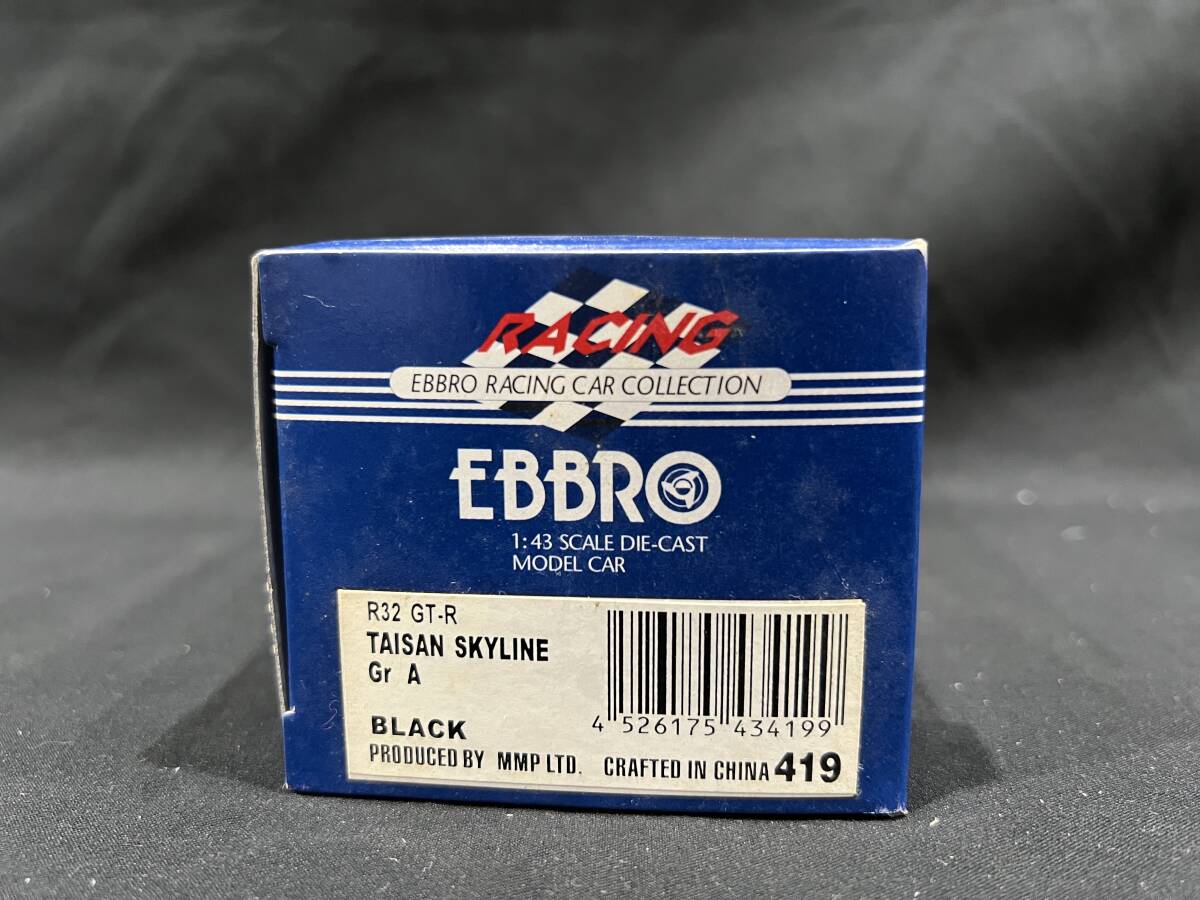 RACING
EBBRO RACING CAR COLLECTION
EBBRO
1:43 SCALE DIE-CAST
MODEL CAR
R32 GT-R
TAISAN SKYLINE
Gr A
BLACK
4 526175 434199
PRODUCED BY MMP LTD. CRAFTED IN CHINA 419